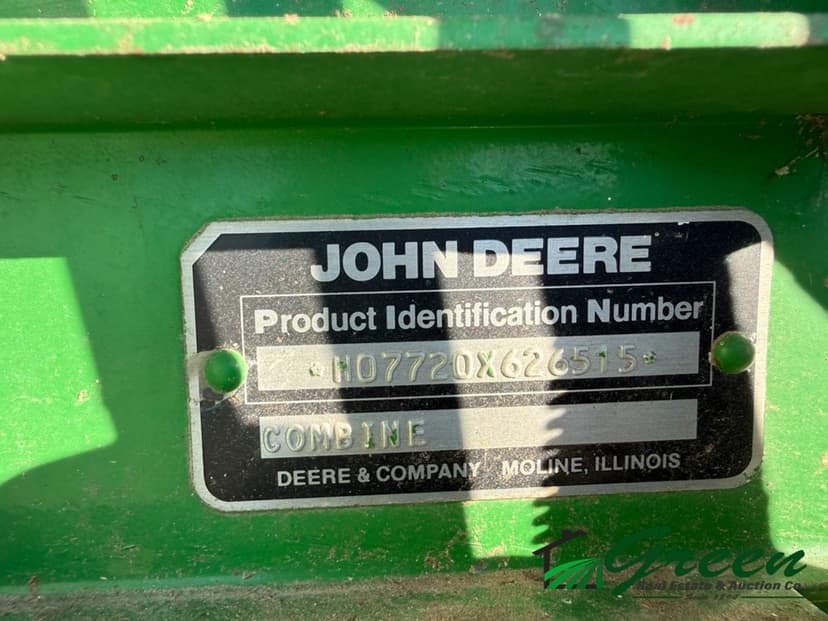 JOHN DEERE
Product Identification Number
*H07720X626515*
COMBINE
DEERE & COMPANY MOLINE, ILLINOIS
Green
Real Estate & Auction Co